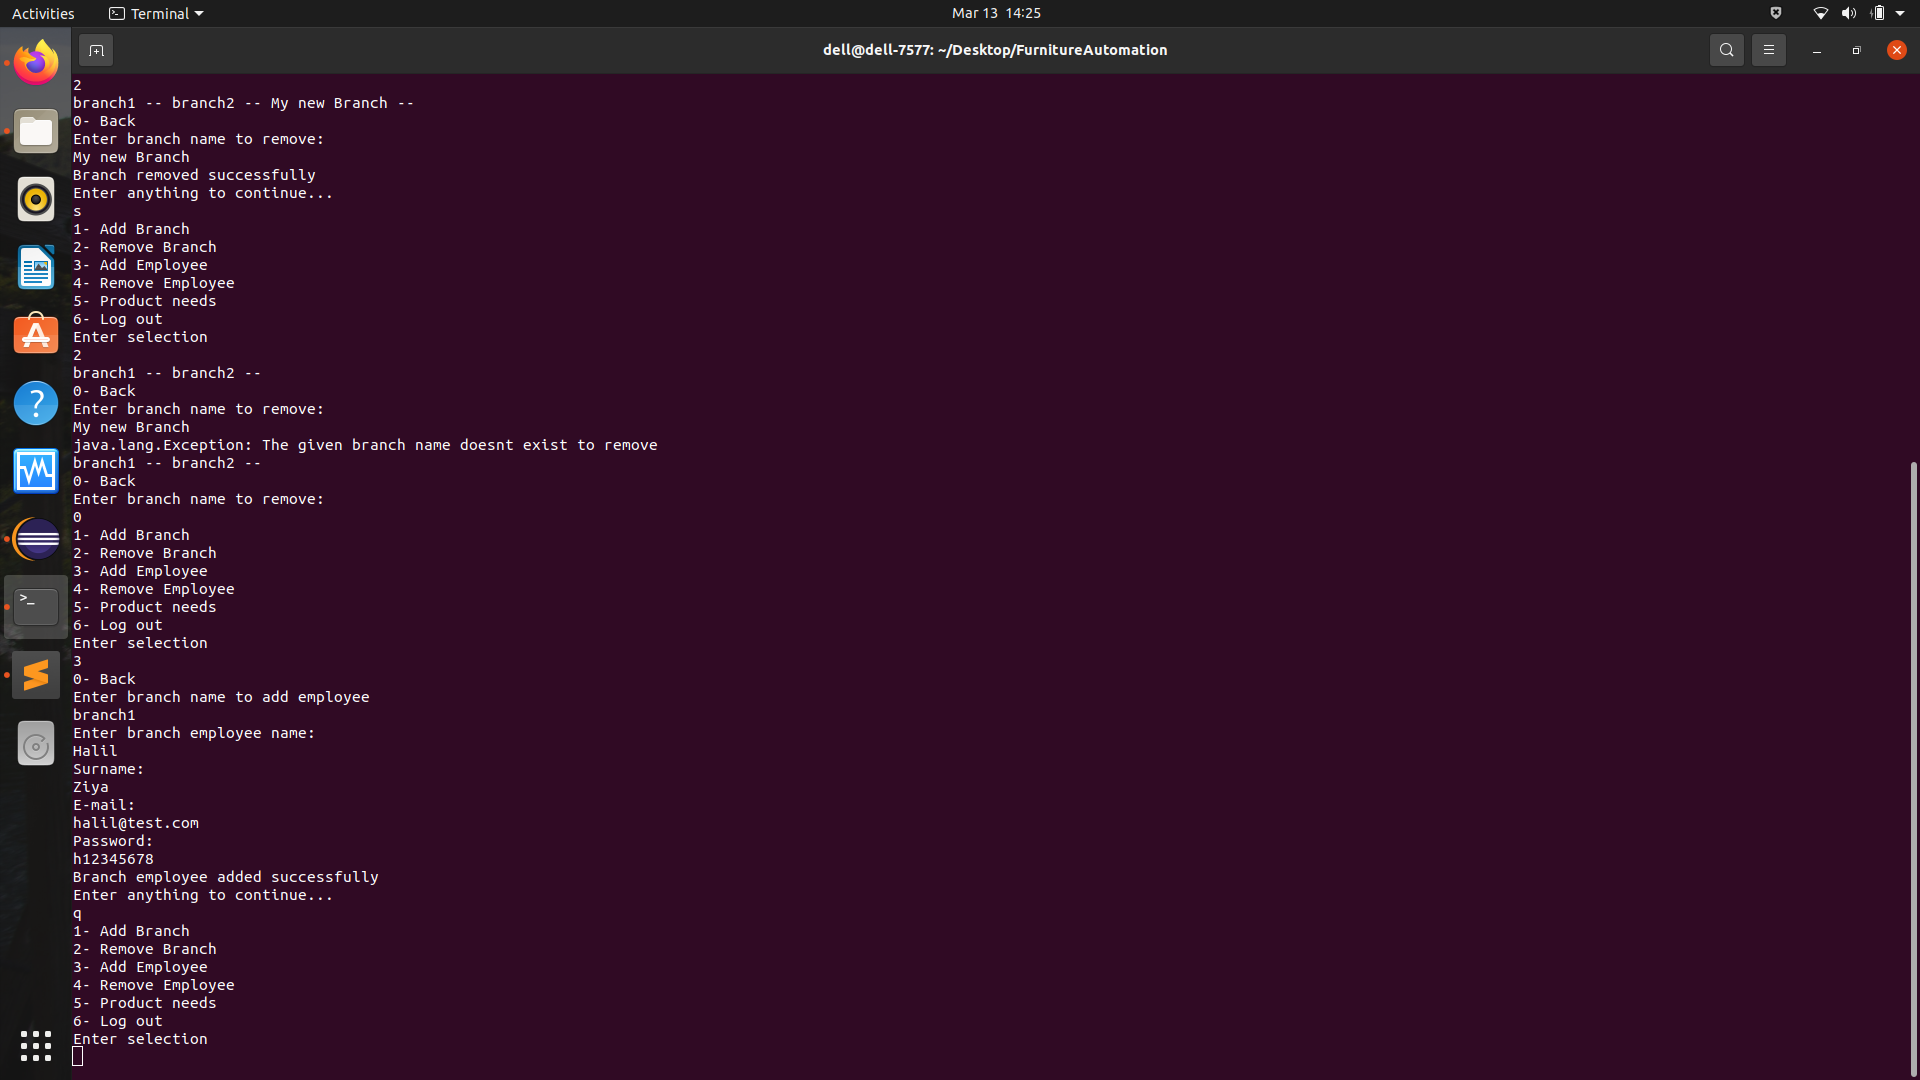 Activities
Terminal
Mar 13 14:25
dell@dell-7577: ~/Desktop/FurnitureAutomation
2
branch1 -- branch2 -- My new Branch --
0- Back
Enter branch name to remove:
My new Branch
Branch removed successfully
Enter anything to continue...
s
1- Add Branch
2- Remove Branch
3- Add Employee
4- Remove Employee
5- Product needs
6- Log out
Enter selection
2
branch1 -- branch2 --
0- Back
Enter branch name to remove:
My new Branch
java.lang.Exception: The given branch name doesnt exist to remove
branch1 -- branch2 --
0- Back
Enter branch name to remove:
0
1- Add Branch
2- Remove Branch
3- Add Employee
4- Remove Employee
5- Product needs
6- Log out
Enter selection
3
0- Back
Enter branch name to add employee
branch1
Enter branch employee name:
Halil
Surname:
Ziya
E-mail:
halil@test.com
Password:
h12345678
Branch employee added successfully
Enter anything to continue...
q
1- Add Branch
2- Remove Branch
3- Add Employee
4- Remove Employee
5- Product needs
6- Log out
Enter selection